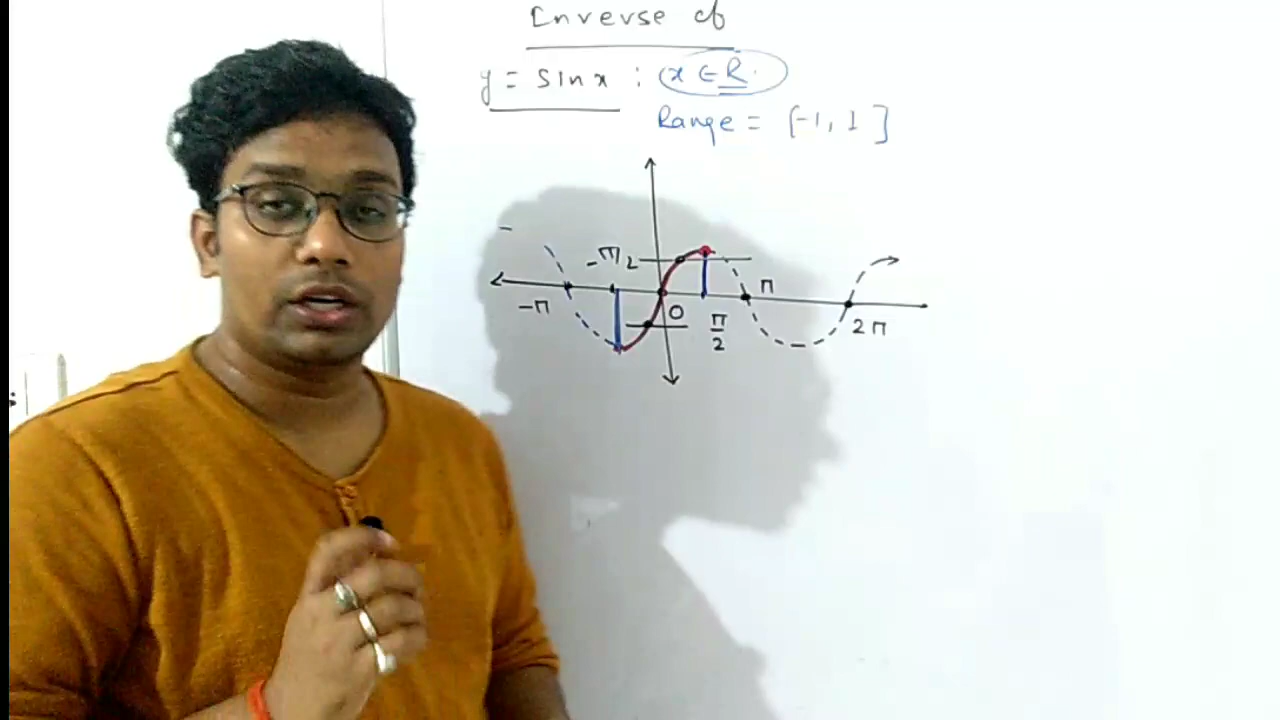 Inverse of
y = Sin x : x ∈ R.
Range = [-1, 1]
-π/2
-π
0
π/2
π
2π